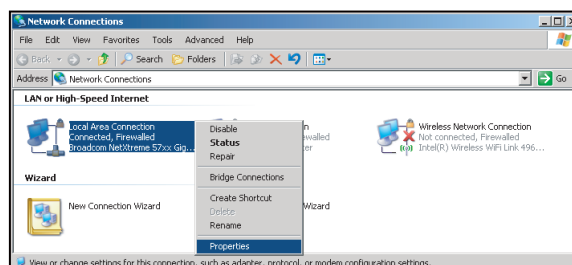 Network Connections
File Edit View Favorites Tools Advanced Help
Back Search Folders
Address Network Connections Go
LAN or High-Speed Internet
Local Area Connection
Connected, Firewalled
Broadcom NetXtreme 57xx Gig...
Wireless Network Connection
Not connected, Firewalled
Intel(R) Wireless WiFi Link 496...
Disable
Status
Repair
Bridge Connections
Create Shortcut
Delete
Rename
Properties
Wizard
New Connection Wizard
Wizard
View or change settings for this connection, such as adapter, protocol, or modem configuration settings.